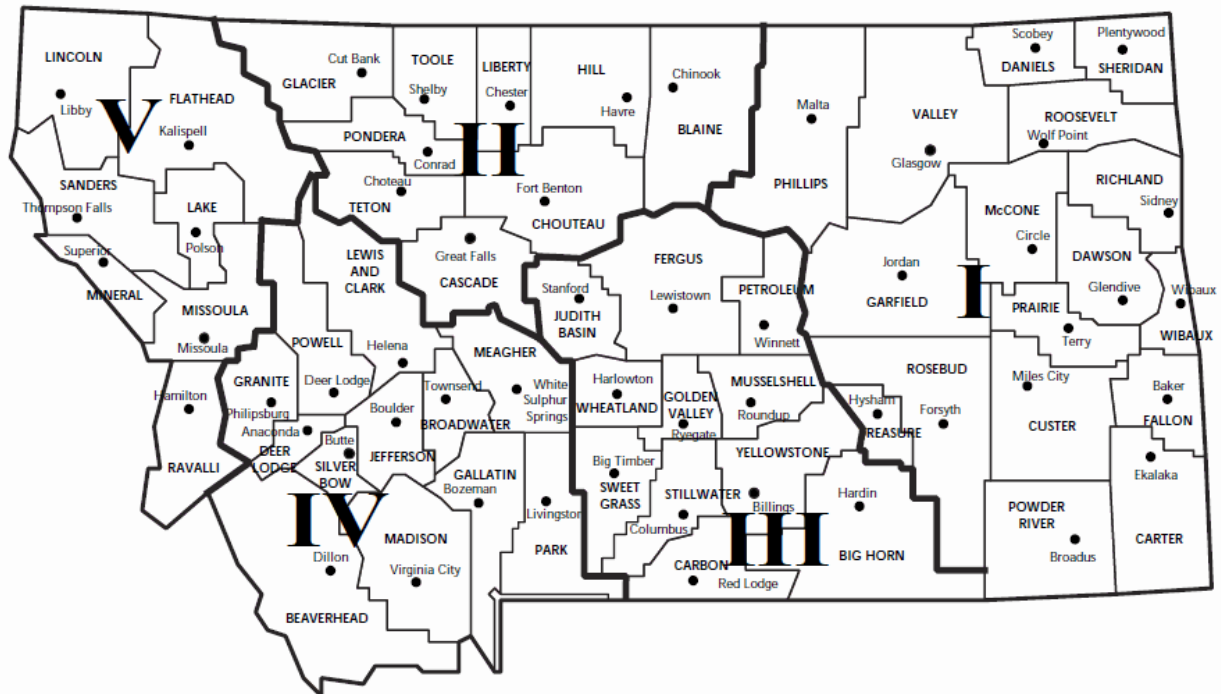 LINCOLN
Libby
V
FLATHEAD
Kalispell
SANDERS
Thompson Falls
LAKE
Polson
Superior
MINERAL
MISSOULA
Missoula
Hamilton
RAVALLI
GLACIER
Cut Bank
TOOLE
Shelby
LIBERTY
Chester
HILL
Havre
Chinook
BLAINE
PONDERA
Conrad
II
Choteau
TETON
Fort Benton
CHOUTEAU
Great Falls
CASCADE
LEWIS
AND
CLARK
Helena
POWELL
Deer Lodge
GRANITE
Philipsburg
Anaconda
DEER
LODGE
Butte
SILVER
BOW
Boulder
JEFFERSON
Townsend
BROADWATER
MEAGHER
White
Sulphur
Springs
GALLATIN
Bozeman
Livingston
PARK
IV
Dillon
BEAVERHEAD
MADISON
Virginia City
FERGUS
Lewistown
Stanford
JUDITH
BASIN
PETROLEUM
Winnett
Harlowton
WHEATLAND
GOLDEN
VALLEY
Ryegate
MUSSELSHELL
Roundup
Big Timber
SWEET
GRASS
STILLWATER
Columbus
YELLOWSTONE
Billings
III
CARBON
Red Lodge
Hardin
BIG HORN
Malta
PHILLIPS
VALLEY
Glasgow
Scobey
DANIELS
Plentywood
SHERIDAN
ROOSEVELT
Wolf Point
RICHLAND
Sidney
McCONE
Circle
DAWSON
Glendive
Jordan
GARFIELD
I
PRAIRIE
Terry
Wibaux
WIBAUX
ROSEBUD
Forsyth
Hysham
TREASURE
Miles City
CUSTER
Baker
FALLON
Ekalaka
CARTER
POWDER
RIVER
Broadus